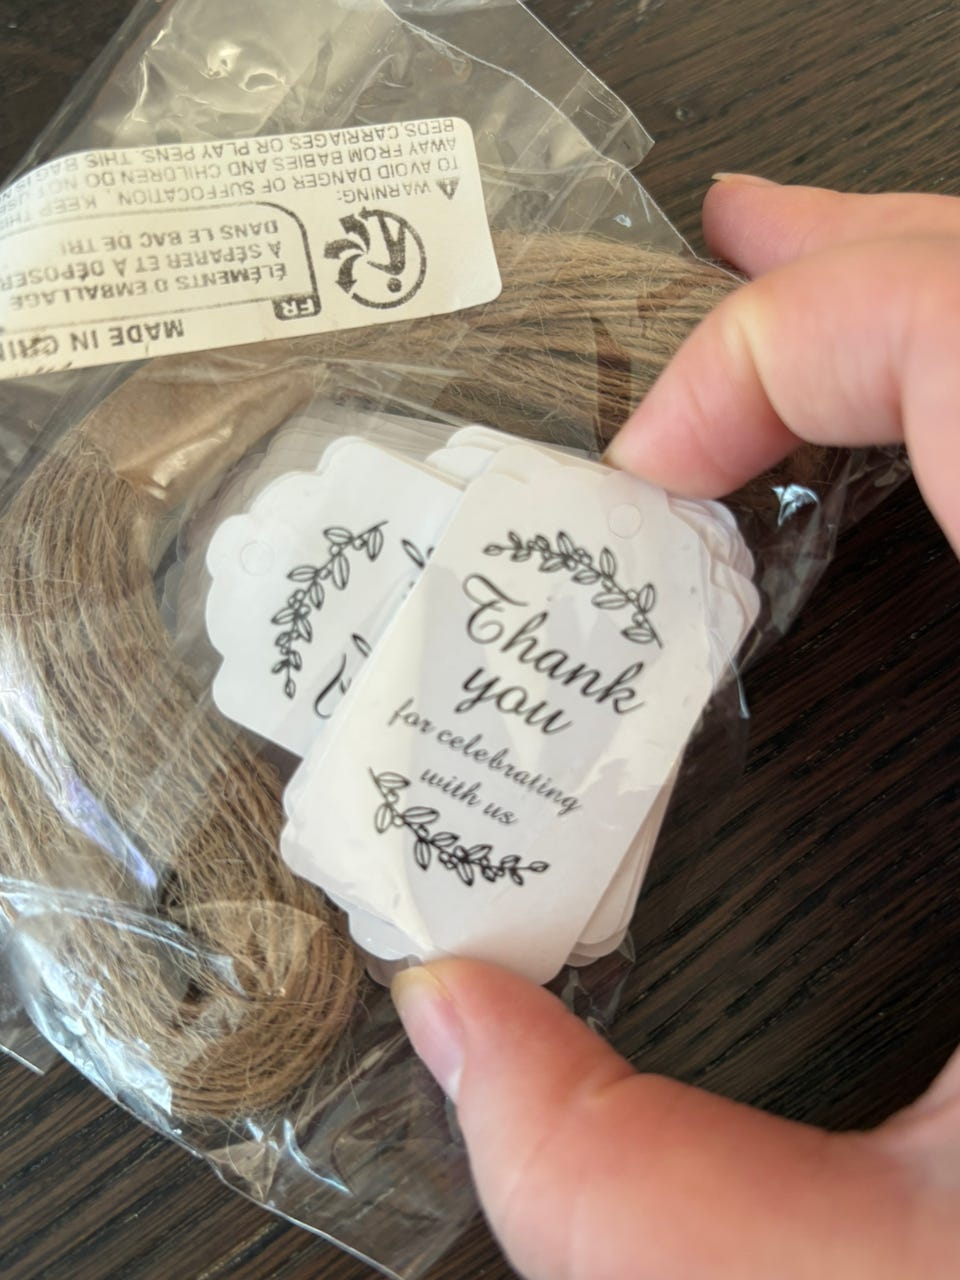 Thank
you
for celebrating
with us
MADE IN
FR
ÉLÉMENTS D'EMBALLAGE
À SÉPARER ET À DÉPOSER
DANS LE BAC DE TRI
WARNING:
TO AVOID DANGER OF SUFFOCATION, KEEP THIS
AWAY FROM BABIES AND CHILDREN DO NOT USE
BEDS, CARRIAGES OR PLAY PENS. THIS